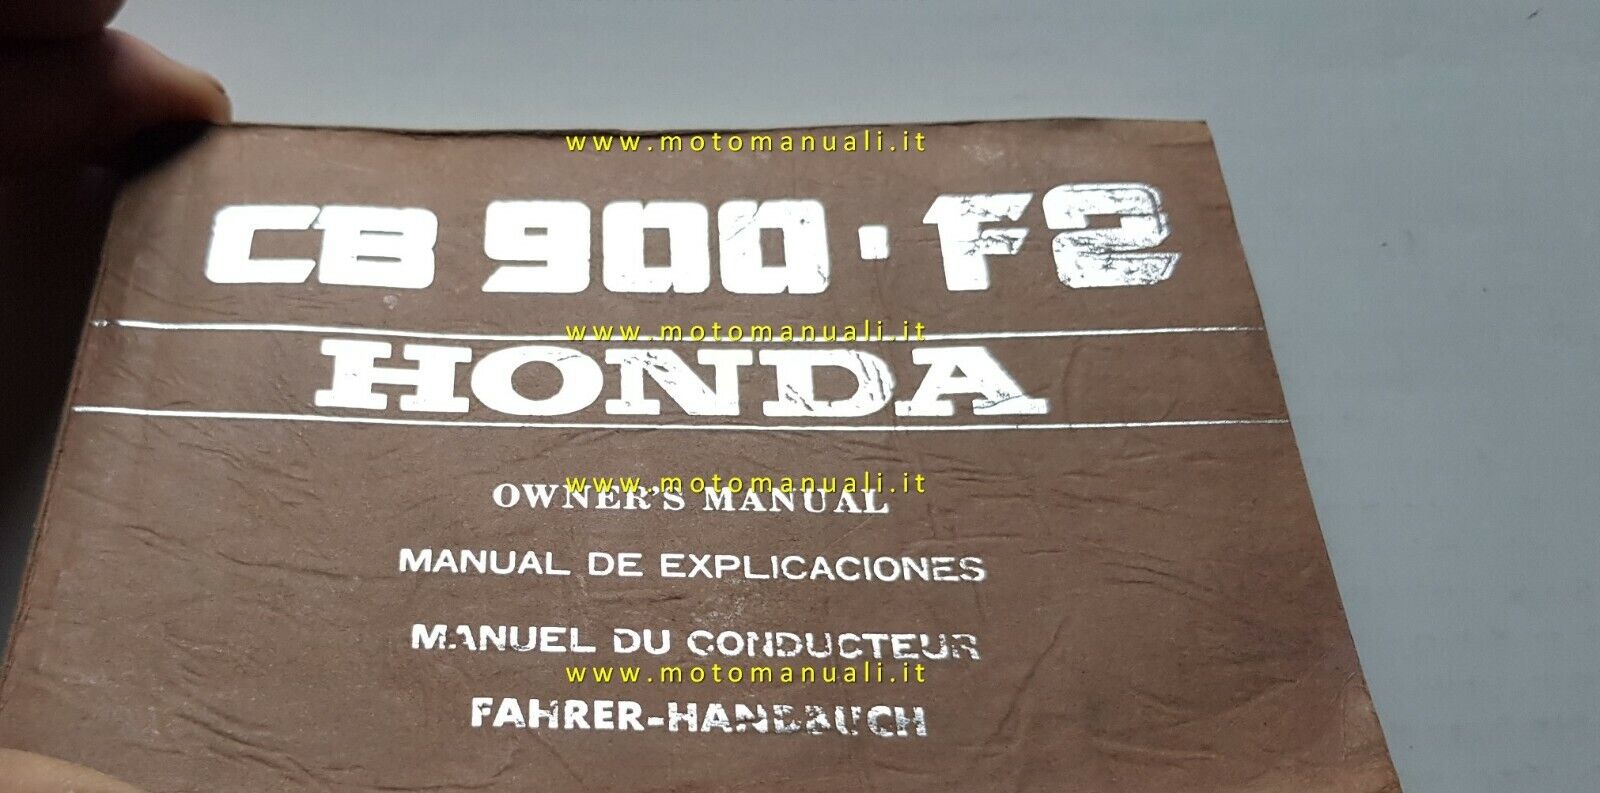 www.motomanuali.it
CB 900·F2
www.motomanuali.it
HONDA
www.motomanuali.it
OWNER'S MANUAL
MANUAL DE EXPLICACIONES
MANUEL DU CONDUCTEUR
www.motomanuali.it
FAHRER-HANDBUCH